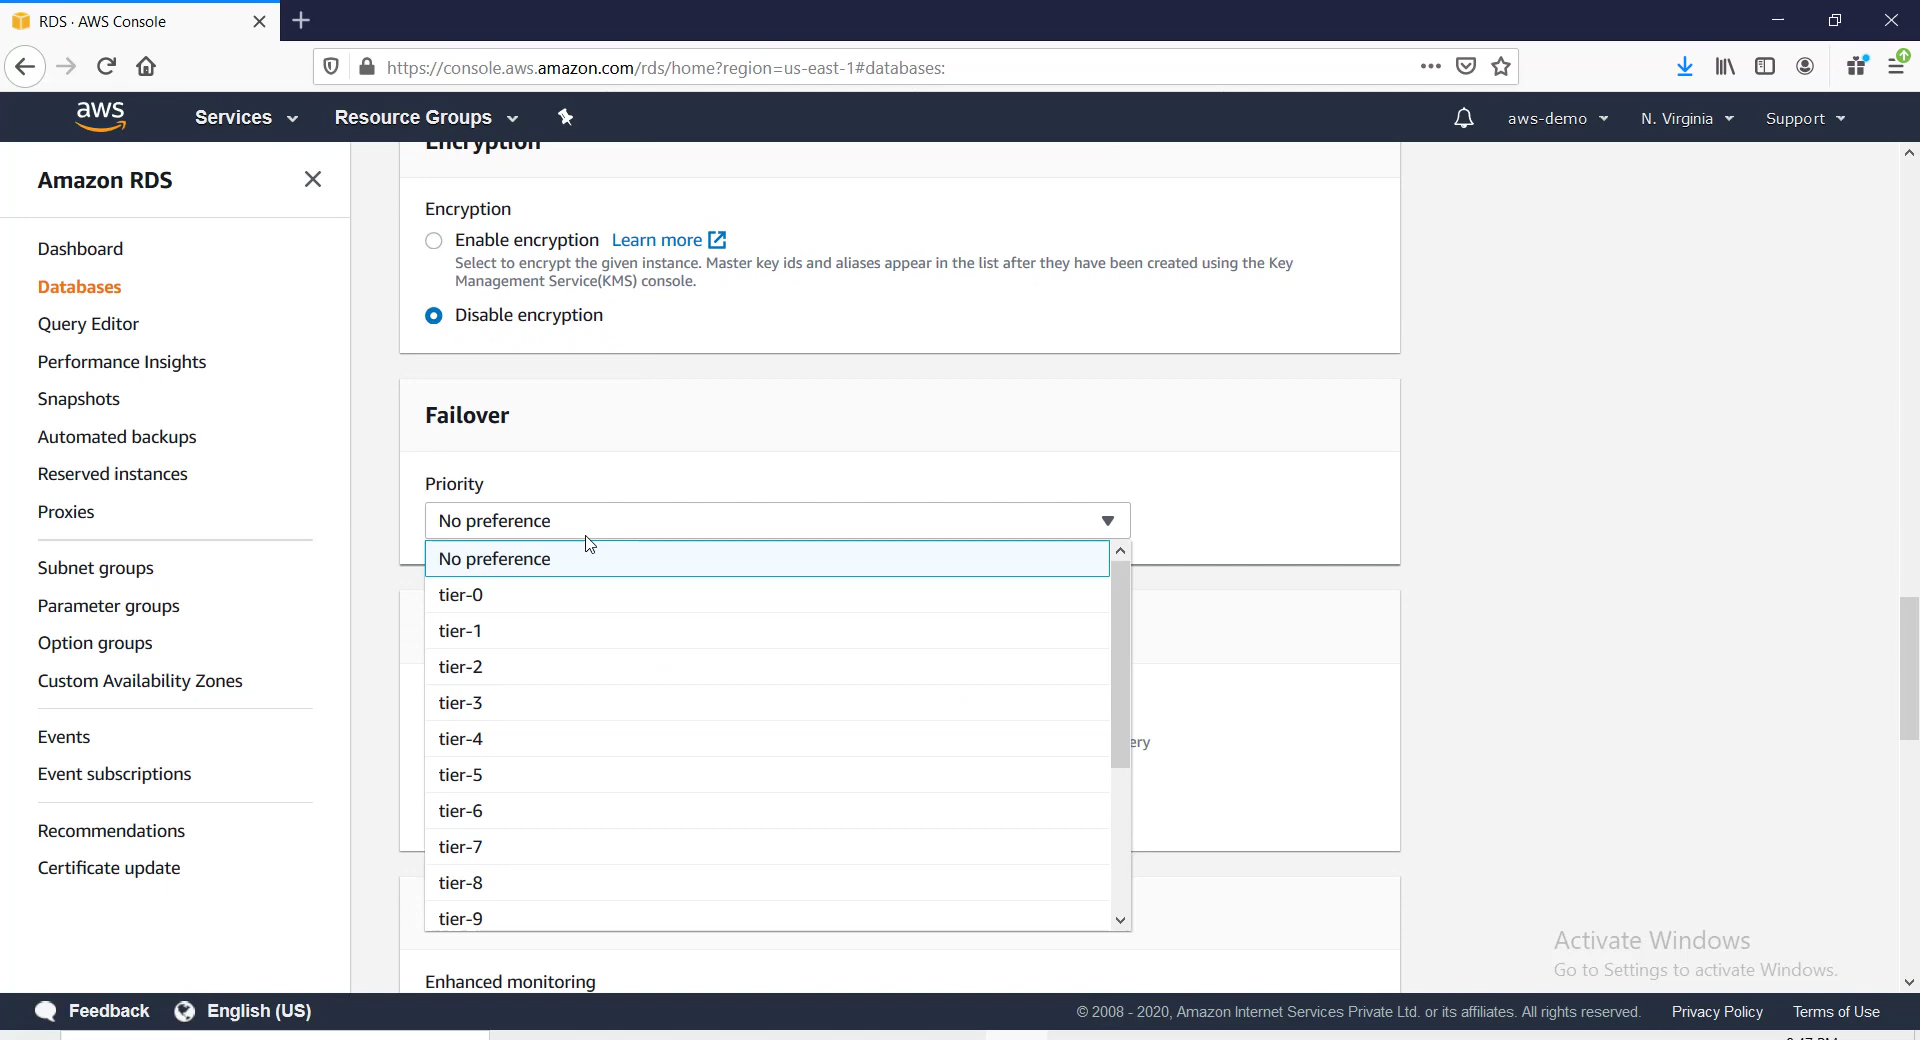 RDS · AWS Console
https://console.aws.amazon.com/rds/home?region=us-east-1#databases:
aws
Services
Resource Groups
aws-demo
N. Virginia
Support
Amazon RDS
Dashboard
Databases
Query Editor
Performance Insights
Snapshots
Automated backups
Reserved instances
Proxies
Subnet groups
Parameter groups
Option groups
Custom Availability Zones
Events
Event subscriptions
Recommendations
Certificate update
Encryption
Encryption
Enable encryption Learn more
Select to encrypt the given instance. Master key ids and aliases appear in the list after they have been created using the Key
Management Service(KMS) console.
Disable encryption
Failover
Priority
No preference
No preference
tier-0
tier-1
tier-2
tier-3
tier-4
tier-5
tier-6
tier-7
tier-8
tier-9
ery
Enhanced monitoring
Activate Windows
Go to Settings to activate Windows.
Feedback
English (US)
© 2008 - 2020, Amazon Internet Services Private Ltd. or its affiliates. All rights reserved.
Privacy Policy
Terms of Use